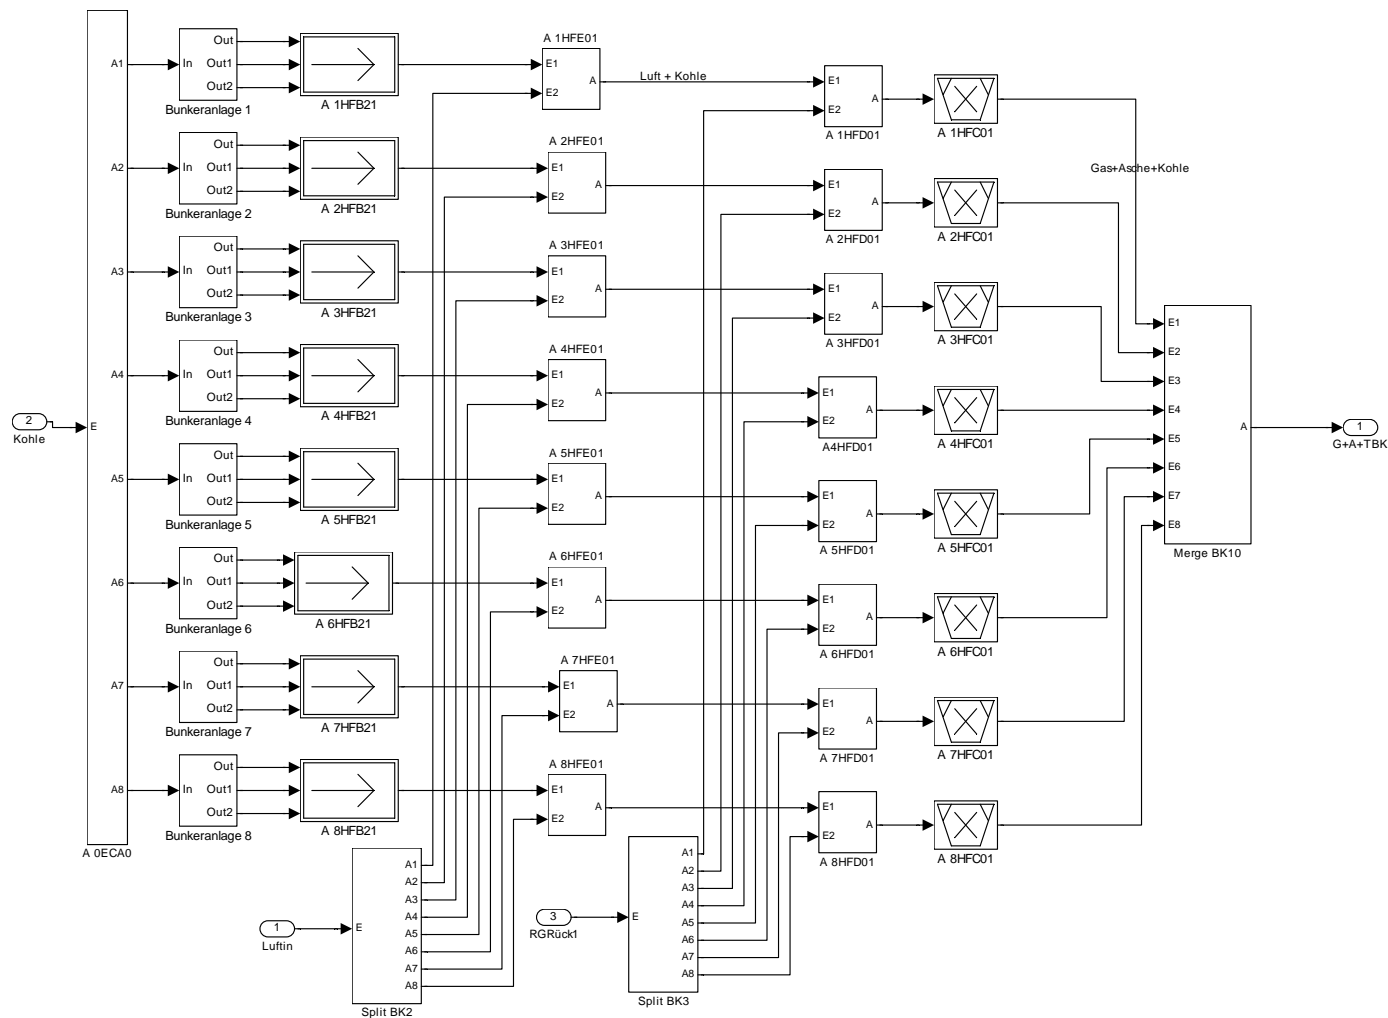 A 0ECA0
E
A1
A2
A3
A4
A5
A6
A7
A8
2
Kohle
In
Out
Out1
Out2
Bunkeranlage 1
A 1HFB21
A 1HFE01
E1
E2
A
Luft + Kohle
E1
E2
A
A 1HFD01
A 1HFC01
In
Out
Out1
Out2
Bunkeranlage 2
A 2HFB21
A 2HFE01
E1
E2
A
E1
E2
A
A 2HFD01
A 2HFC01
Gas+Asche+Kohle
In
Out
Out1
Out2
Bunkeranlage 3
A 3HFB21
A 3HFE01
E1
E2
A
E1
E2
A
A 3HFD01
A 3HFC01
In
Out
Out1
Out2
Bunkeranlage 4
A 4HFB21
A 4HFE01
E1
E2
A
E1
E2
A
A4HFD01
A 4HFC01
In
Out
Out1
Out2
Bunkeranlage 5
A 5HFB21
A 5HFE01
E1
E2
A
E1
E2
A
A 5HFD01
A 5HFC01
In
Out
Out1
Out2
Bunkeranlage 6
A 6HFB21
A 6HFE01
E1
E2
A
E1
E2
A
A 6HFD01
A 6HFC01
In
Out
Out1
Out2
Bunkeranlage 7
A 7HFB21
A 7HFE01
E1
E2
A
E1
E2
A
A 7HFD01
A 7HFC01
In
Out
Out1
Out2
Bunkeranlage 8
A 8HFB21
A 8HFE01
E1
E2
A
E1
E2
A
A 8HFD01
A 8HFC01
E1
E2
E3
E4
E5
E6
E7
E8
A
Merge BK10
1
G+A+TBK
1
Luftin
E
A1
A2
A3
A4
A5
A6
A7
A8
Split BK2
3
RGRück1
E
A1
A2
A3
A4
A5
A6
A7
A8
Split BK3